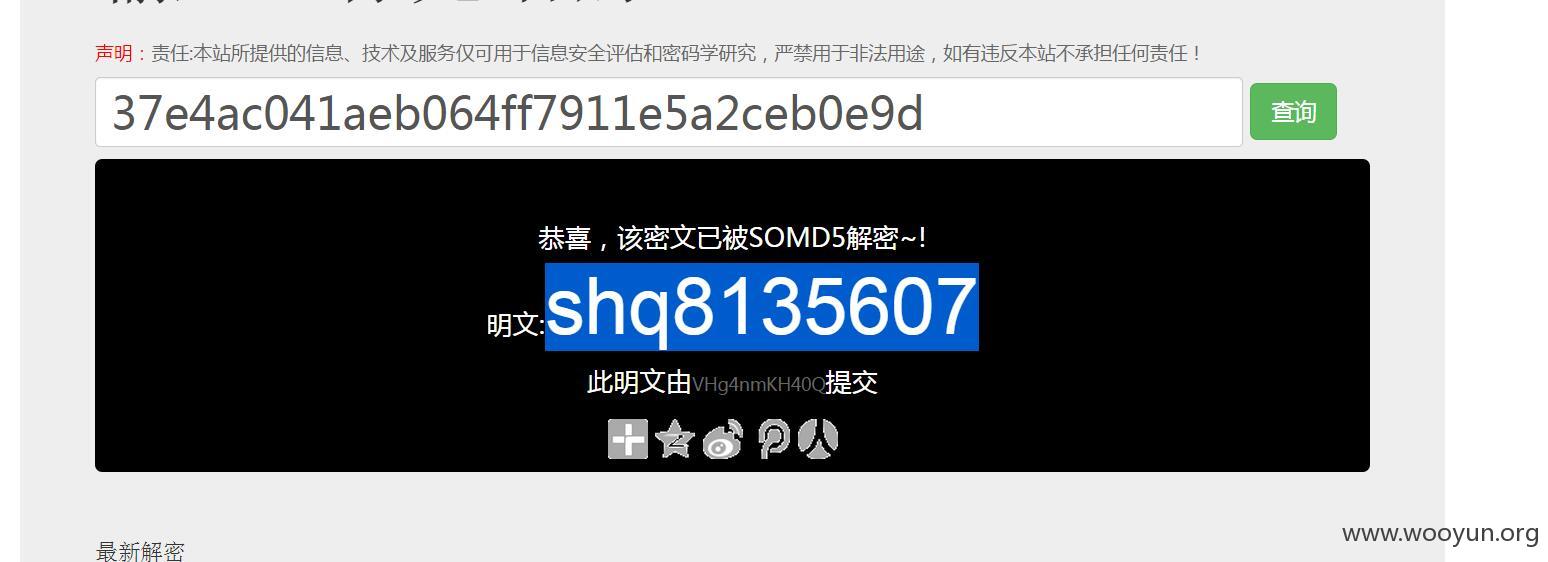 声明：责任:本站所提供的信息、技术及服务仅可用于信息安全评估和密码学研究，严禁用于非法用途，如有违反本站不承担任何责任！
37e4ac041aeb064ff7911e5a2ceb0e9d 查询
恭喜，该密文已被SOMD5解密~!
明文:shq8135607
此明文由VHg4nmKH40Q提交
www.wooyun.org
最新解密